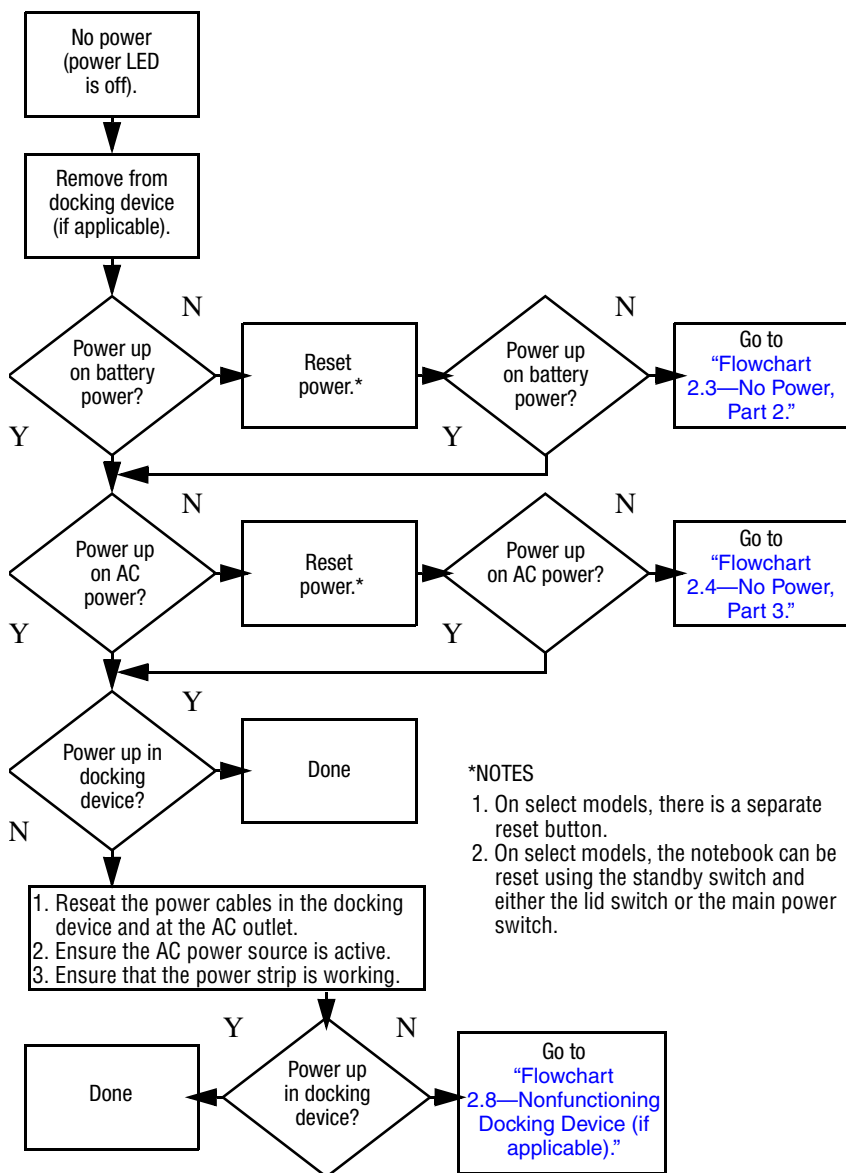 No power
(power LED
is off).
Remove from
docking device
(if applicable).
N
N
Power up
on battery
power?
Reset
power.*
Power up
on battery
power?
Go to
“Flowchart
2.3—No Power,
Part 2.”
Y
Y
N
N
Power up
on AC
power?
Reset
power.*
Power up
on AC power?
Go to
“Flowchart
2.4—No Power,
Part 3.”
Y
Y
Y
Power up in
docking
device?
Done
N
*NOTES
1. On select models, there is a separate
reset button.
2. On select models, the notebook can be
reset using the standby switch and
either the lid switch or the main power
switch.
1. Reseat the power cables in the docking
device and at the AC outlet.
2. Ensure the AC power source is active.
3. Ensure that the power strip is working.
Y
N
Done
Power up
in docking
device?
Go to
“Flowchart
2.8—Nonfunctioning
Docking Device (if
applicable).”